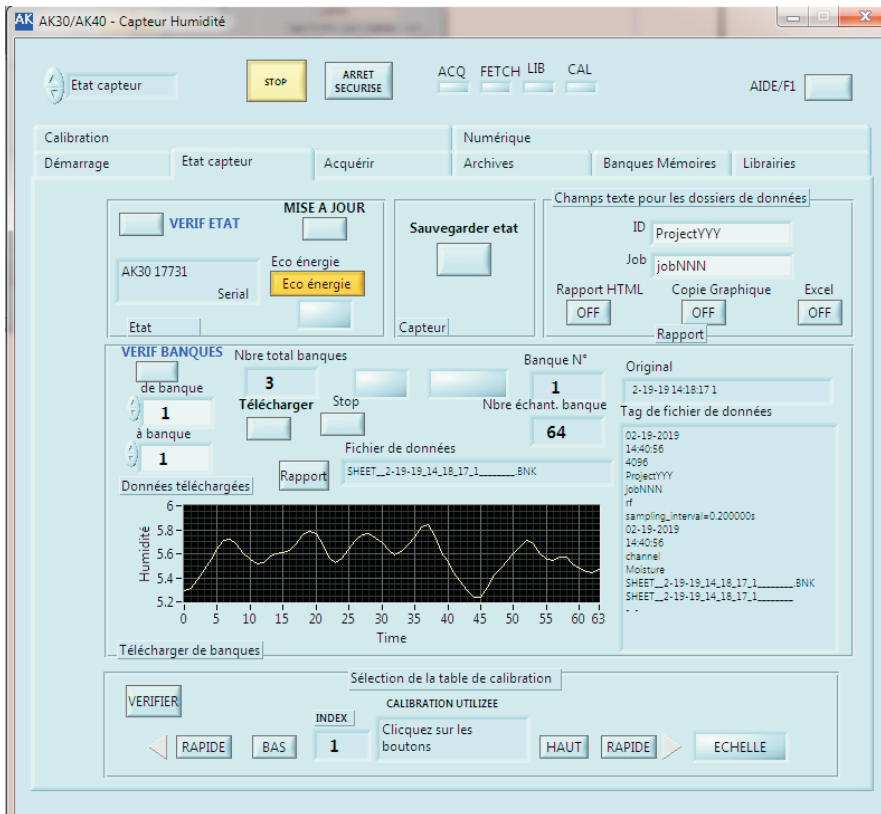 AK AK30/AK40 - Capteur Humidité
Etat capteur
STOP
ARRET
SECURISE
ACQ FETCH LIB CAL
AIDE/F1
Calibration
Numérique
Démarrage
Etat capteur
Acquérir
Archives
Banques Mémoires
Librairies
VERIF ETAT
MISE A JOUR
AK30 17731
Serial
Eco énergie
Eco énergie
Etat
Sauvegarder etat
Capteur
Champs texte pour les dossiers de données
ID ProjectYYY
Job jobNNN
Rapport HTML
Copie Graphique
Excel
OFF
OFF
OFF
Rapport
VERIF BANQUES
Nbre total banques
3
Banque N°
1
de banque
1
Télécharger
Stop
Nbre échant. banque
64
à banque
1
Fichier de données
Rapport
SHEET__2-19-19_14_18_17_1________.BNK
Original
2-19-19 14:18:17 1
Tag de fichier de données
02-19-2019
14:40:56
4096
ProjectYYY
jobNNN
rf
sampling_interval=0.200000s
02-19-2019
14:40:56
channel
Moisture
SHEET__2-19-19_14_18_17_1________.BNK
SHEET__2-19-19_14_18_17_1________
- -
Données téléchargées
Humidité
6
5.8
5.6
5.4
5.2
0 5 10 15 20 25 30 35 40 45 50 55 60 63
Time
Télécharger de banques
Sélection de la table de calibration
VERIFIER
CALIBRATION UTILIZEE
INDEX
1
Clicquez sur les
boutons
RAPIDE
BAS
HAUT
RAPIDE
ECHELLE